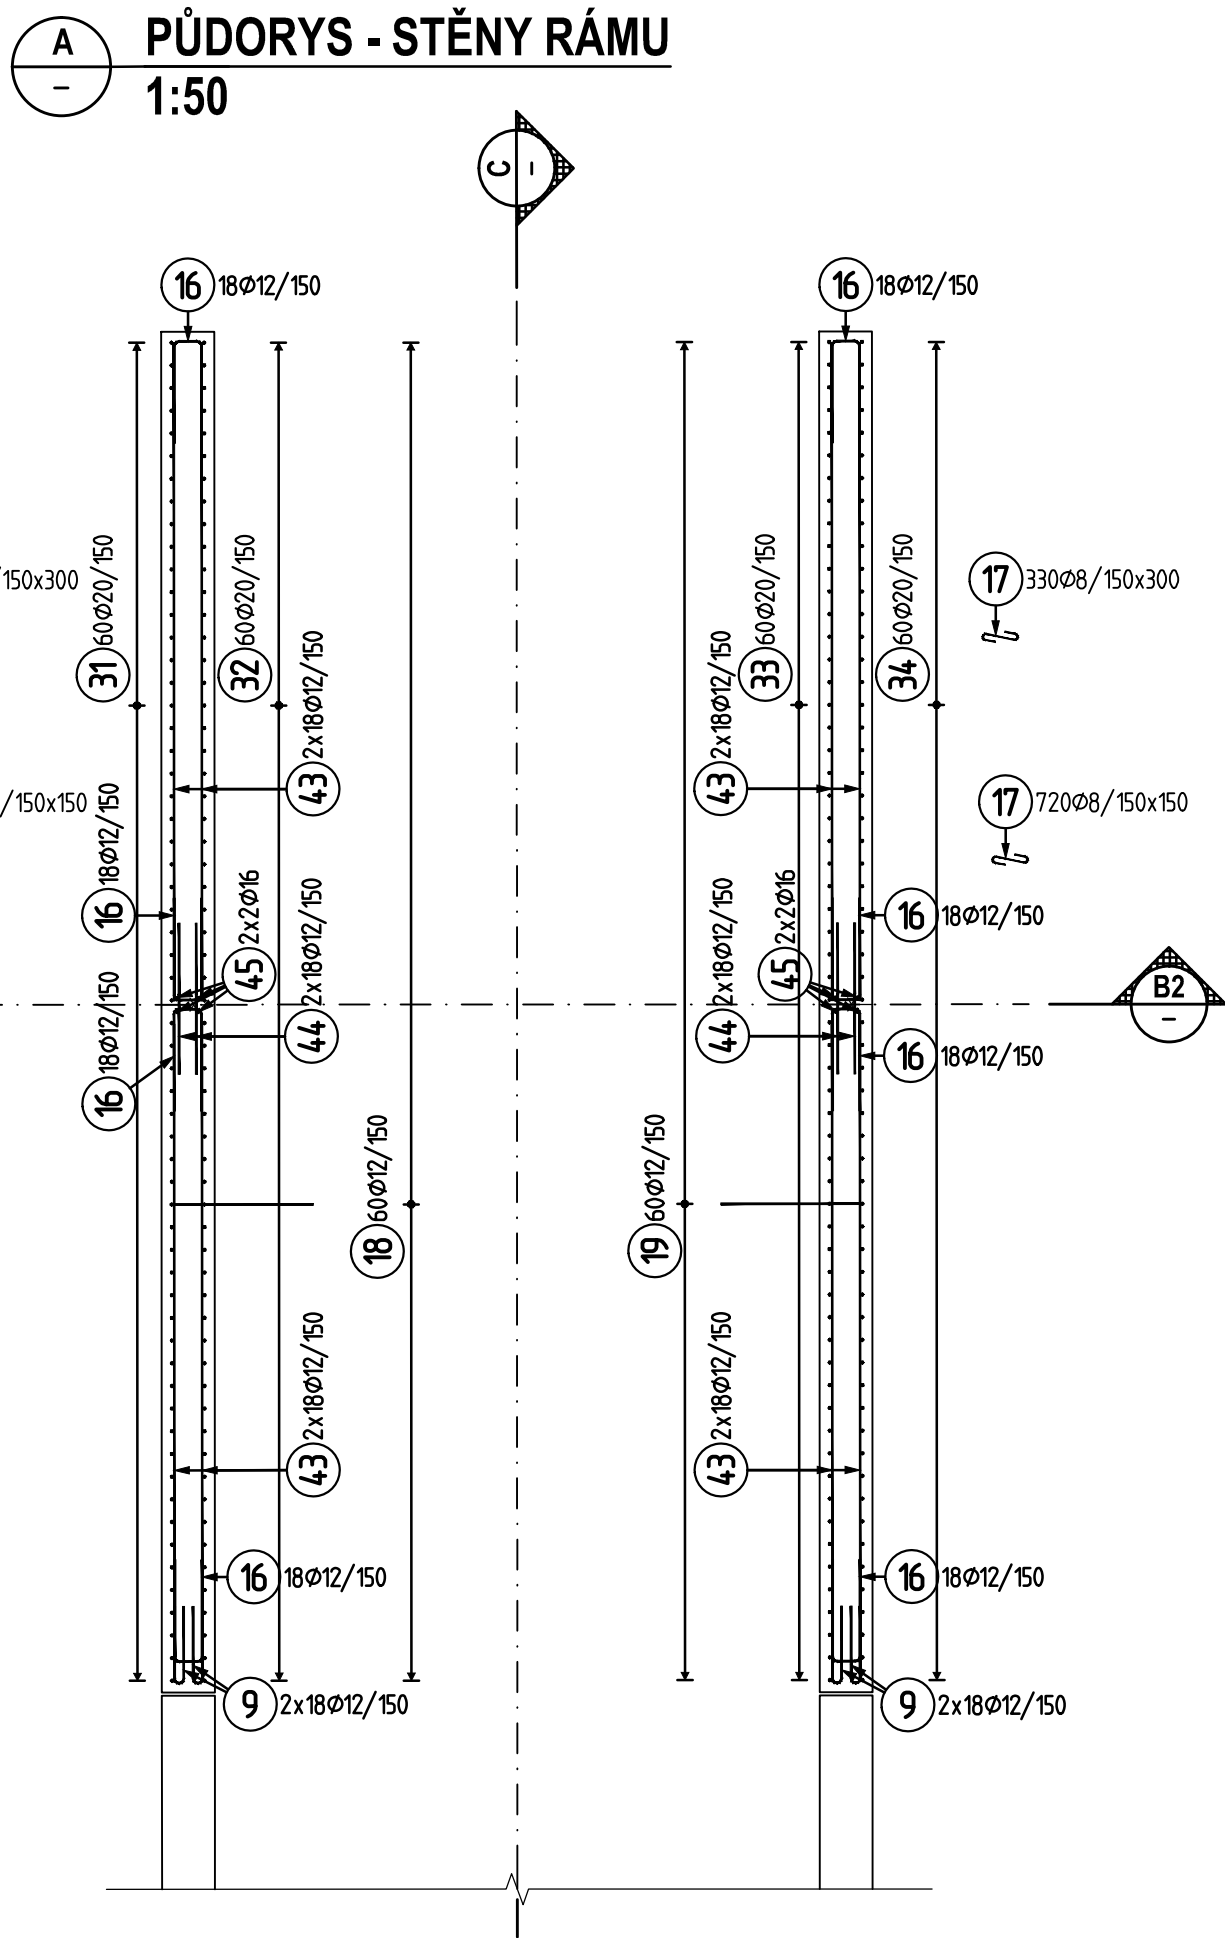 A
–
PŮDORYS - STĚNY RÁMU
1:50
C
–
16 18Ø12/150
16 18Ø12/150
/150x300
31 60Ø20/150
32 60Ø20/150
43 2x18Ø12/150
43 2x18Ø12/150
33 60Ø20/150
34 60Ø20/150
17 330Ø8/150x300
/150x150
17 720Ø8/150x150
16 18Ø12/150
45 2x2Ø16
44 2x18Ø12/150
44 2x18Ø12/150
45 2x2Ø16
16 18Ø12/150
B2
–
16 18Ø12/150
16 18Ø12/150
18 60Ø12/150
19 60Ø12/150
43 2x18Ø12/150
43 2x18Ø12/150
16 18Ø12/150
16 18Ø12/150
9 2x18Ø12/150
9 2x18Ø12/150